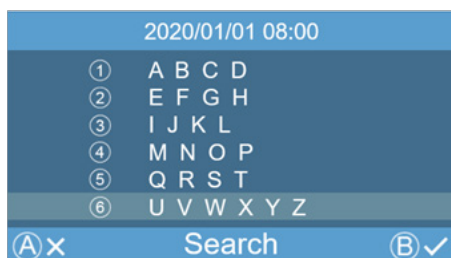 2020/01/01 08:00
① A B C D
② E F G H
③ I J K L
④ M N O P
⑤ Q R S T
⑥ U V W X Y Z
Ⓐ✕ Search Ⓑ✓